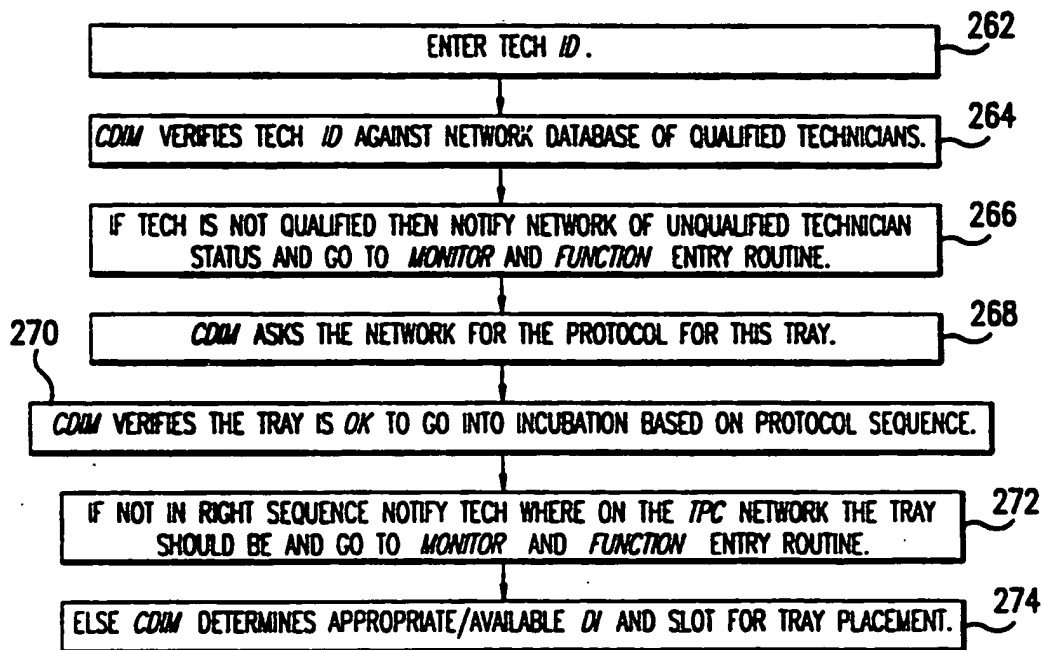 ENTER TECH ID.
262
CDIM VERIFIES TECH ID AGAINST NETWORK DATABASE OF QUALIFIED TECHNICIANS.
264
IF TECH IS NOT QUALIFIED THEN NOTIFY NETWORK OF UNQUALIFIED TECHNICIAN
STATUS AND GO TO MONITOR AND FUNCTION ENTRY ROUTINE.
266
CDIM ASKS THE NETWORK FOR THE PROTOCOL FOR THIS TRAY.
268
270
CDIM VERIFIES THE TRAY IS OK TO GO INTO INCUBATION BASED ON PROTOCOL SEQUENCE.
IF NOT IN RIGHT SEQUENCE NOTIFY TECH WHERE ON THE TPC NETWORK THE TRAY
SHOULD BE AND GO TO MONITOR AND FUNCTION ENTRY ROUTINE.
272
ELSE CDIM DETERMINES APPROPRIATE/AVAILABLE DI AND SLOT FOR TRAY PLACEMENT.
274